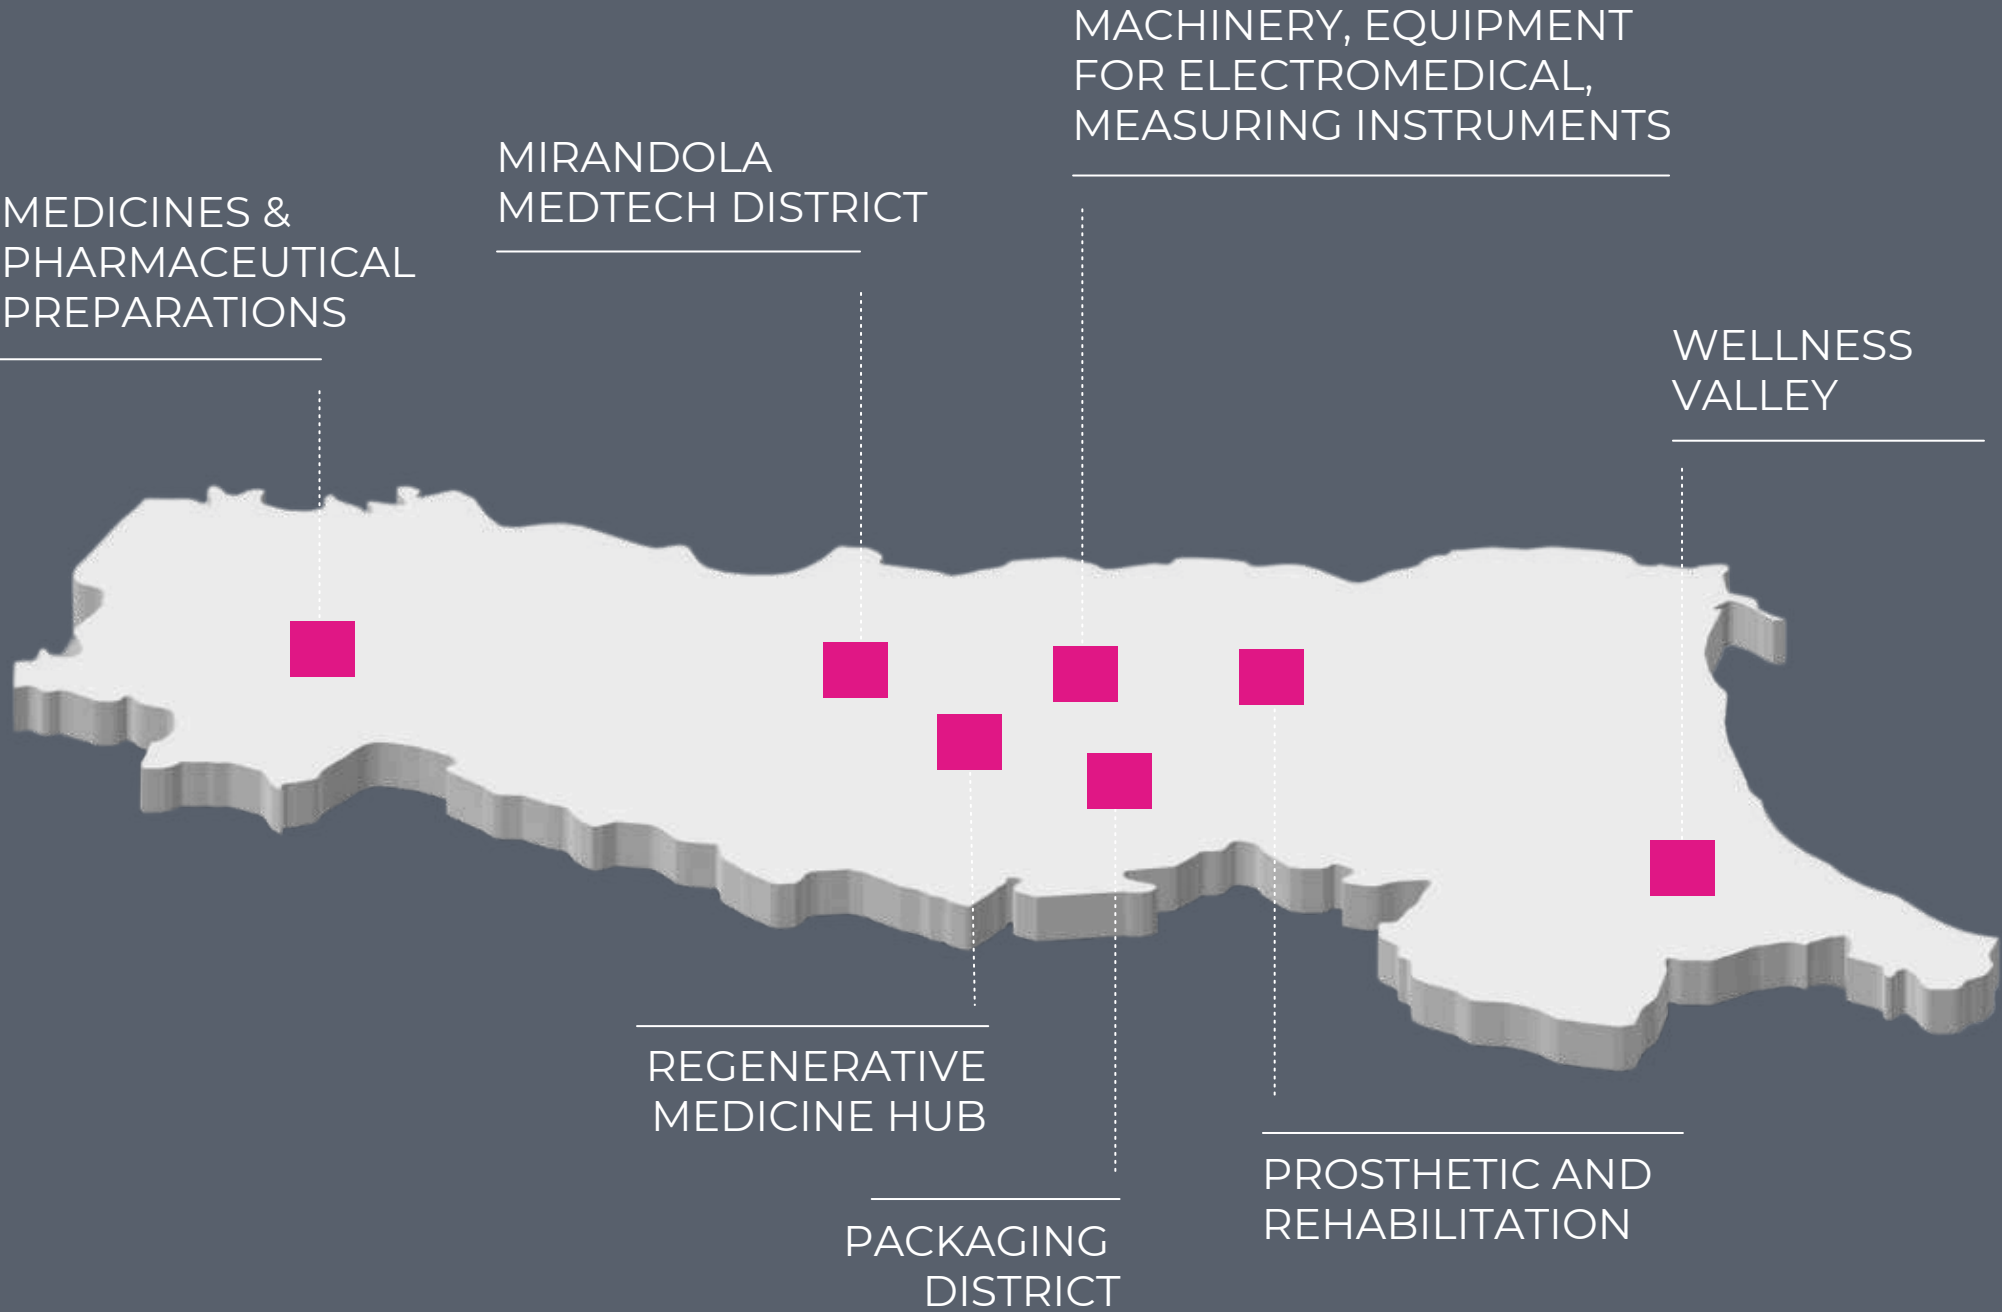 MACHINERY, EQUIPMENT
FOR ELECTROMEDICAL,
MEASURING INSTRUMENTS
MIRANDOLA
MEDTECH DISTRICT
MEDICINES &
PHARMACEUTICAL
PREPARATIONS
WELLNESS
VALLEY
REGENERATIVE
MEDICINE HUB
PROSTHETIC AND
REHABILITATION
PACKAGING
DISTRICT